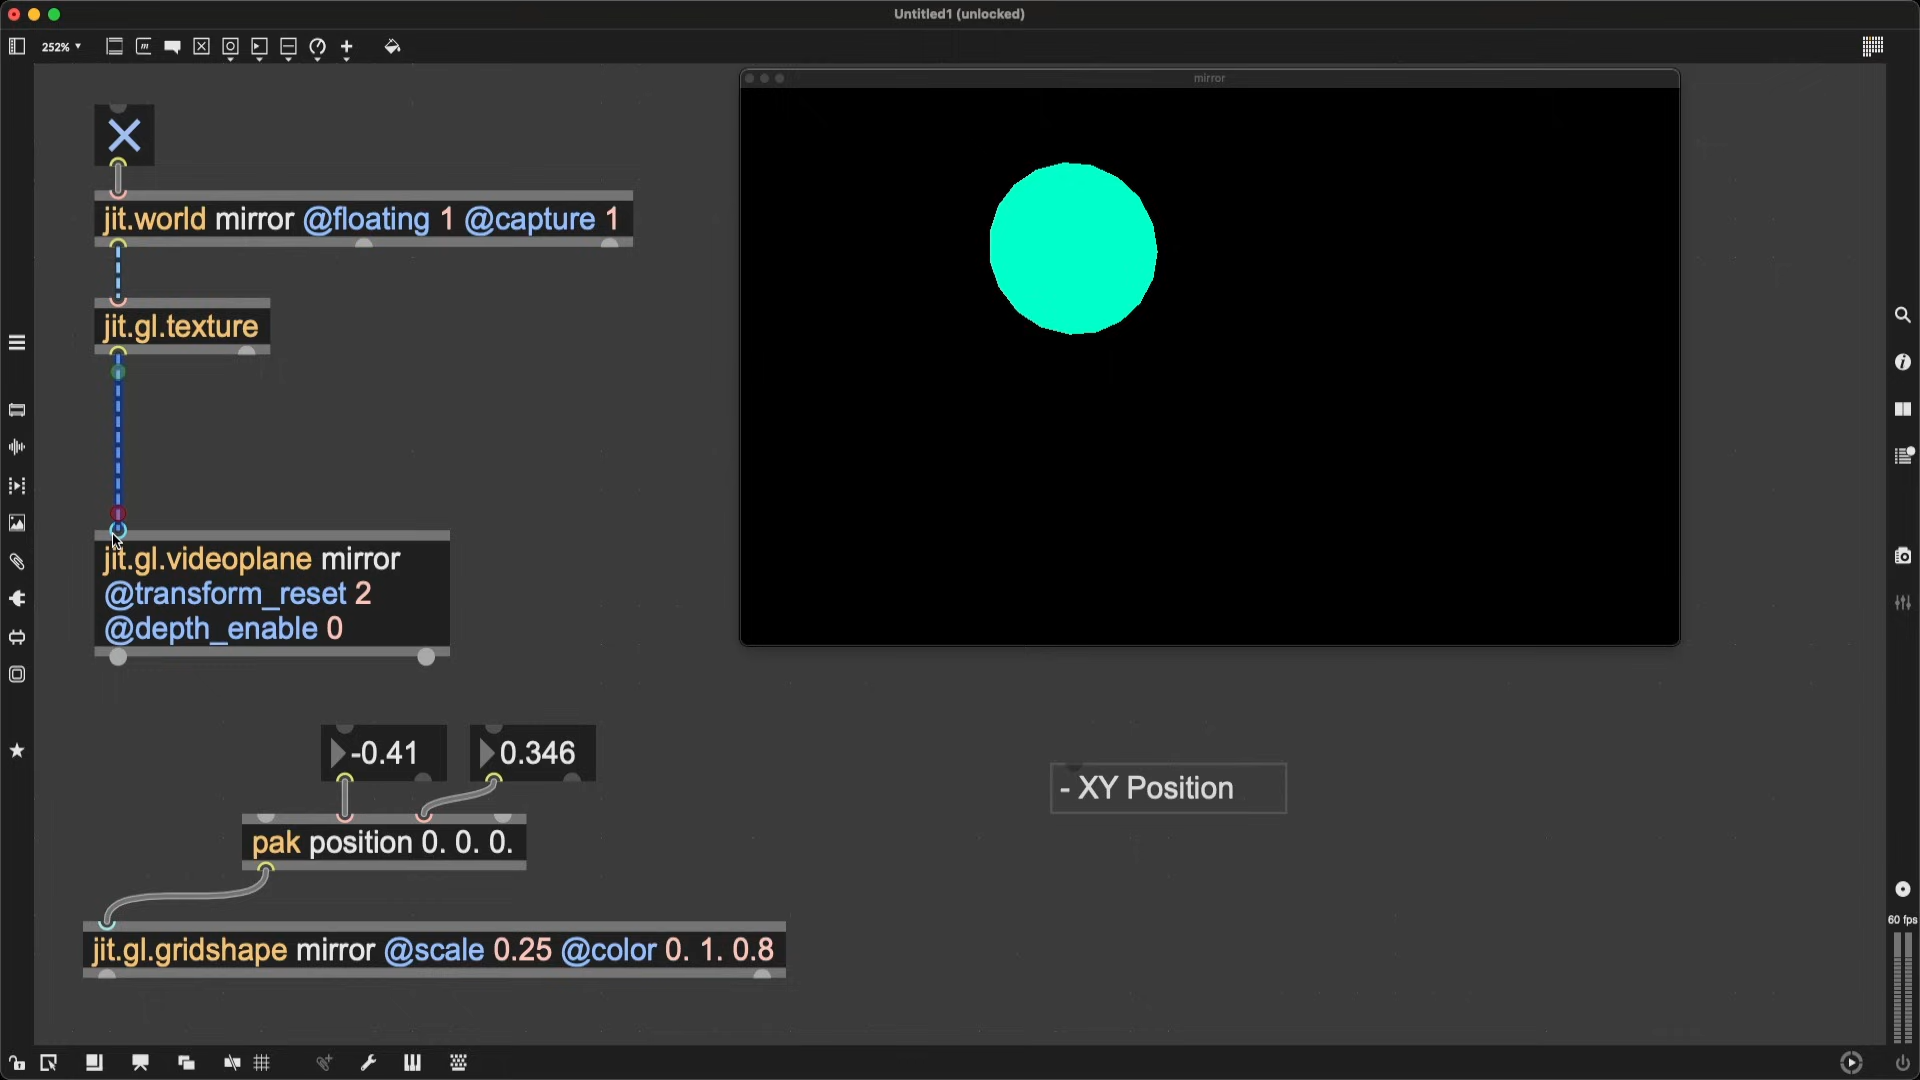 Untitled1 (unlocked)
252%
mirror
jit.world mirror @floating 1 @capture 1
jit.gl.texture
jit.gl.videoplane mirror
@transform_reset 2
@depth_enable 0
-0.41
0.346
- XY Position
pak position 0. 0. 0.
jit.gl.gridshape mirror @scale 0.25 @color 0. 1. 0.8
60 fps